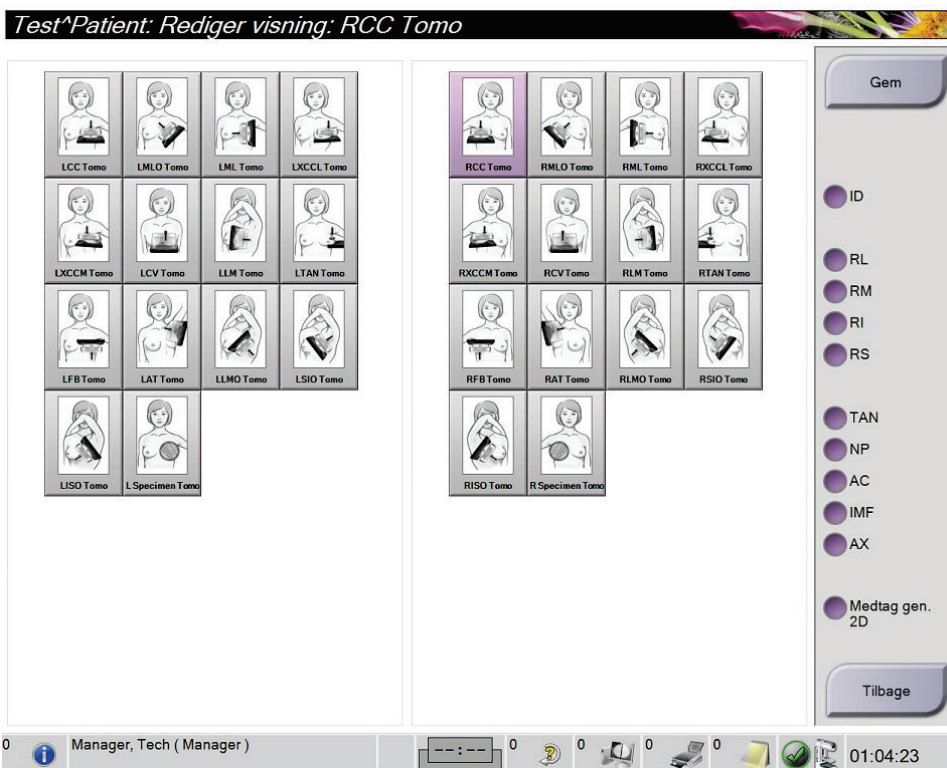 Test^Patient: Rediger visning: RCC Tomo
LCC Tomo LMLO Tomo LML Tomo LXCCL Tomo
LXCCM Tomo LCV Tomo LLM Tomo LTAN Tomo
LFB Tomo LAT Tomo LLMO Tomo LSIO Tomo
LISO Tomo L Specimen Tomo
RCC Tomo RMLO Tomo RML Tomo RXCCL Tomo
RXCCM Tomo RCV Tomo RLM Tomo RTAN Tomo
RFB Tomo RAT Tomo RLMO Tomo RSIO Tomo
RISO Tomo R Specimen Tomo
Gem
ID
RL
RM
RI
RS
TAN
NP
AC
IMF
AX
Medtag gen.
2D
Tilbage
0 Manager, Tech ( Manager ) --:-- 0 0 0 0 01:04:23